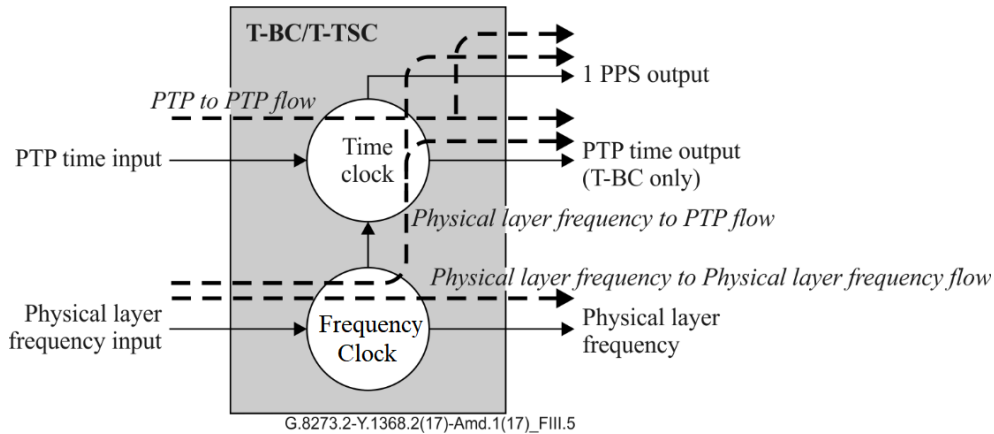 T-BC/T-TSC
1 PPS output
PTP to PTP flow
PTP time input
Time
clock
PTP time output
(T-BC only)
Physical layer frequency to PTP flow
Physical layer frequency to Physical layer frequency flow
Physical layer
frequency input
Frequency
Clock
Physical layer
frequency
G.8273.2-Y.1368.2(17)-Amd.1(17)_FIII.5